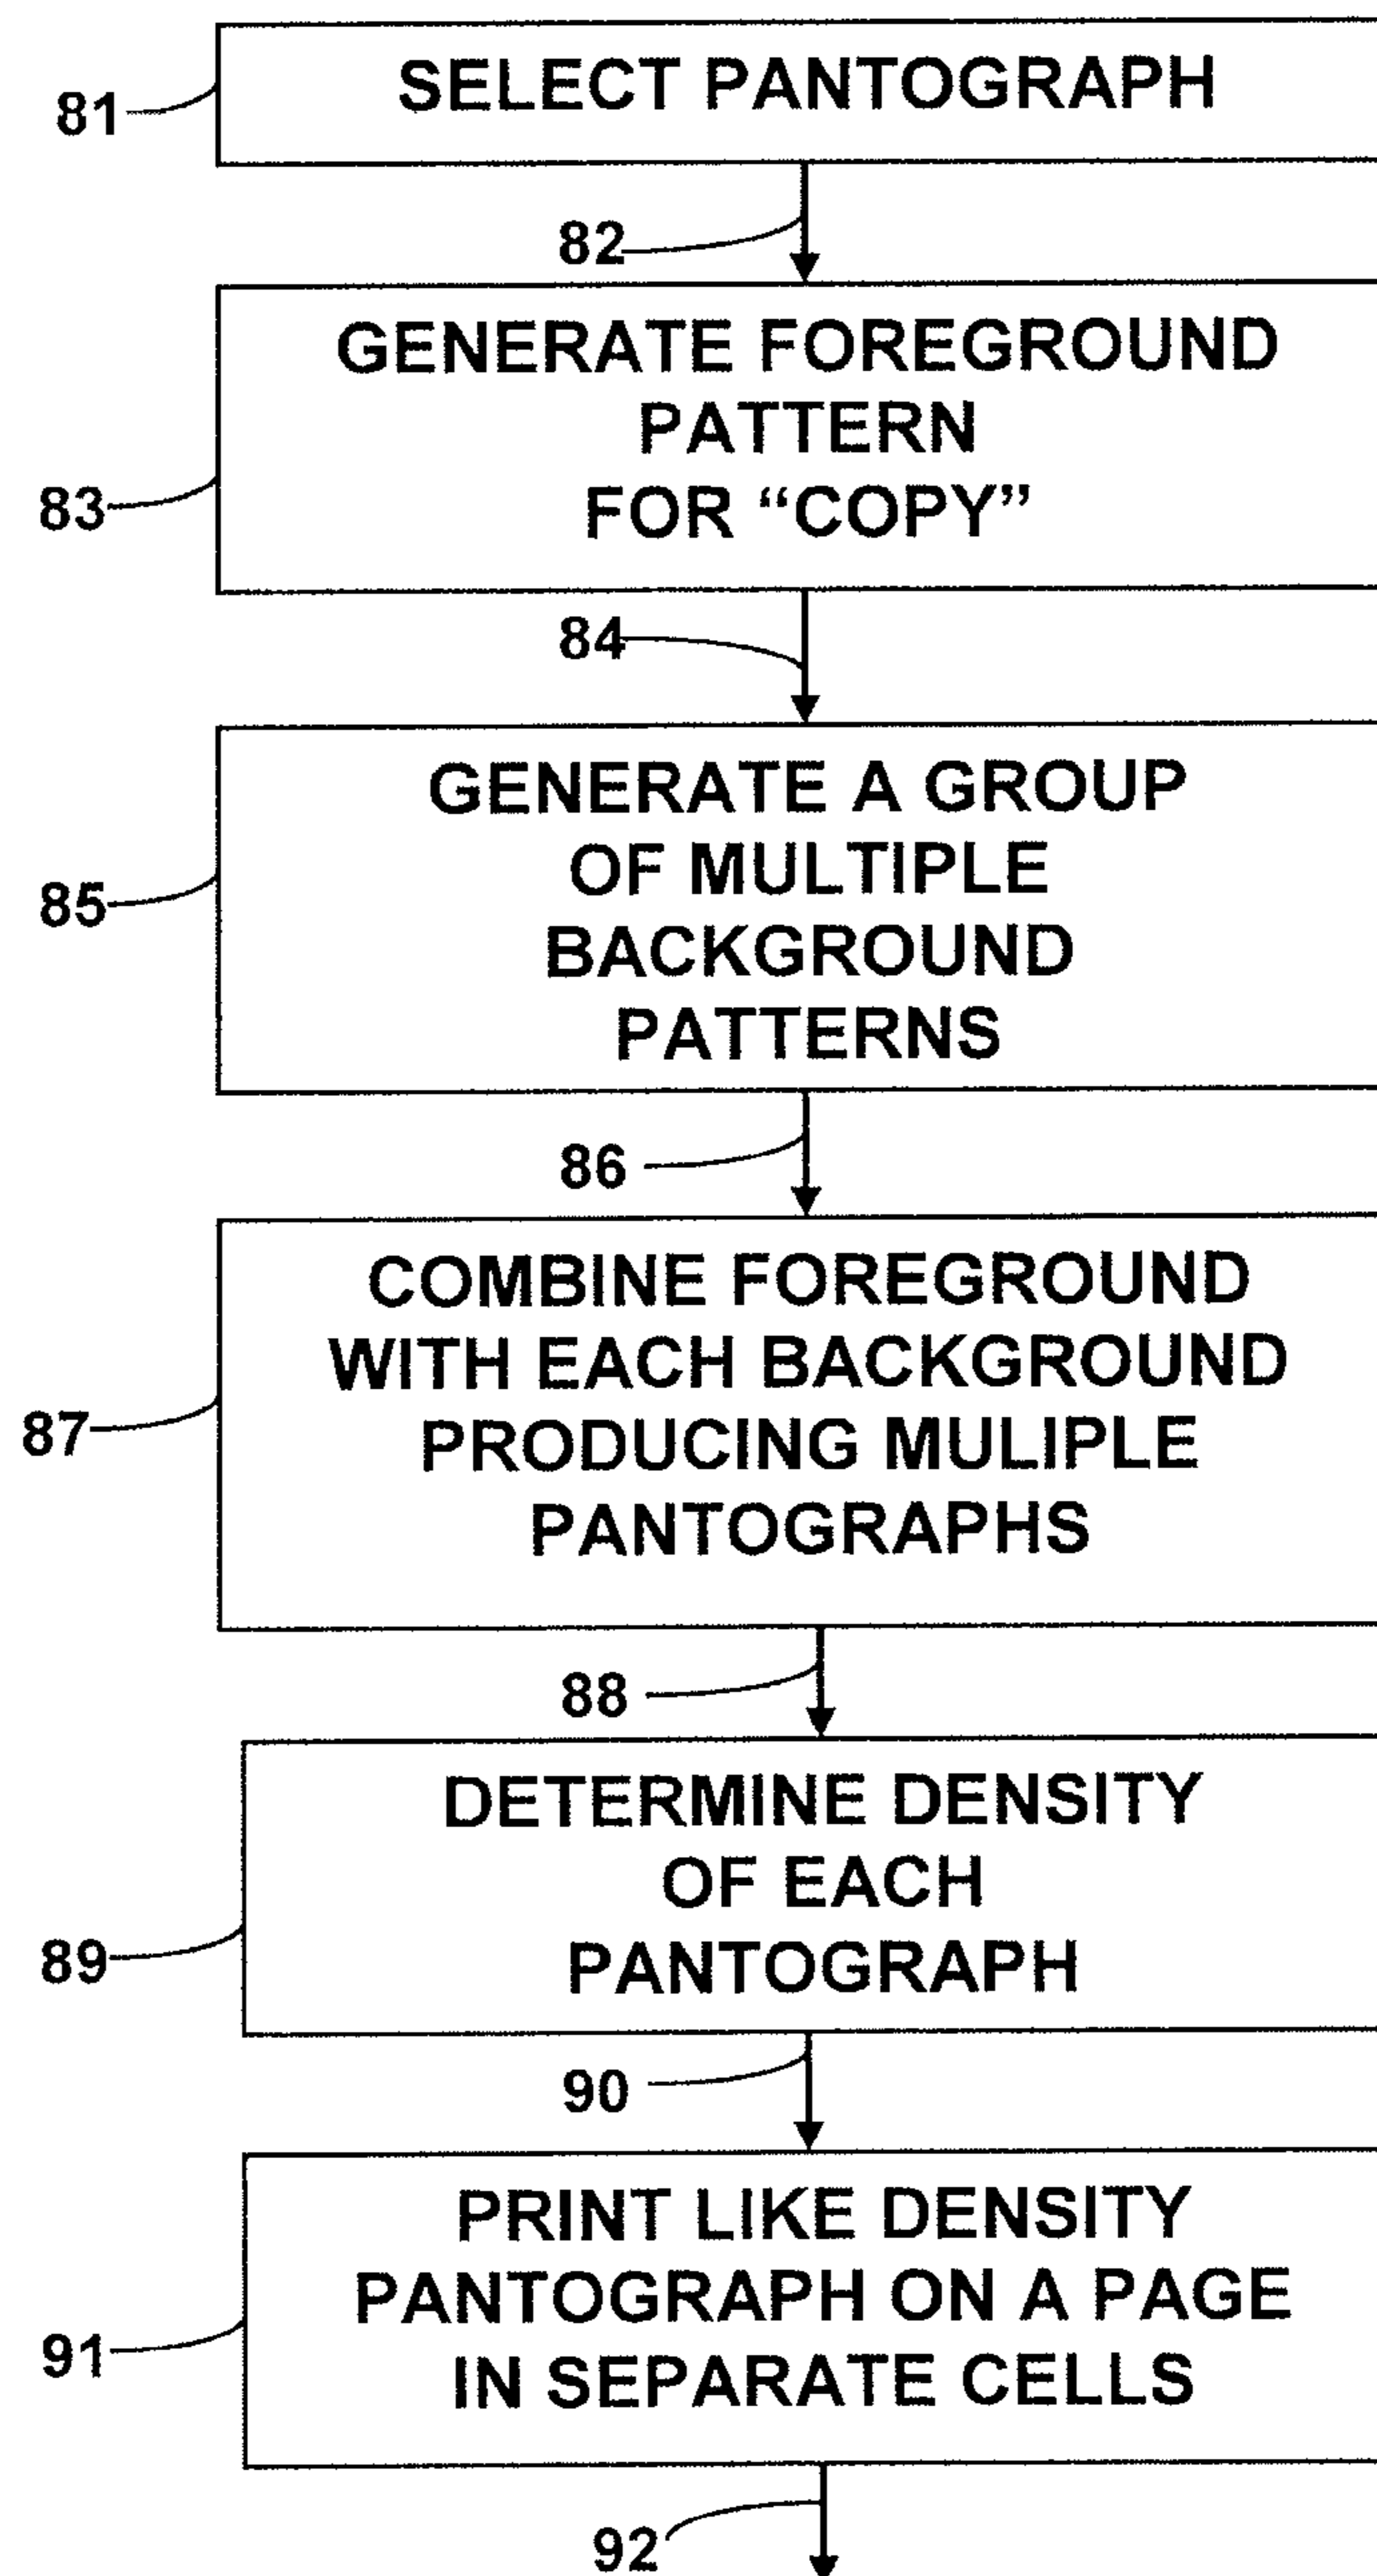 SELECT PANTOGRAPH
81
82
GENERATE FOREGROUND
PATTERN
FOR “COPY”
83
84
GENERATE A GROUP
OF MULTIPLE
BACKGROUND
PATTERNS
85
86
COMBINE FOREGROUND
WITH EACH BACKGROUND
PRODUCING MULIPLE
PANTOGRAPHS
87
88
DETERMINE DENSITY
OF EACH
PANTOGRAPH
89
90
PRINT LIKE DENSITY
PANTOGRAPH ON A PAGE
IN SEPARATE CELLS
91
92